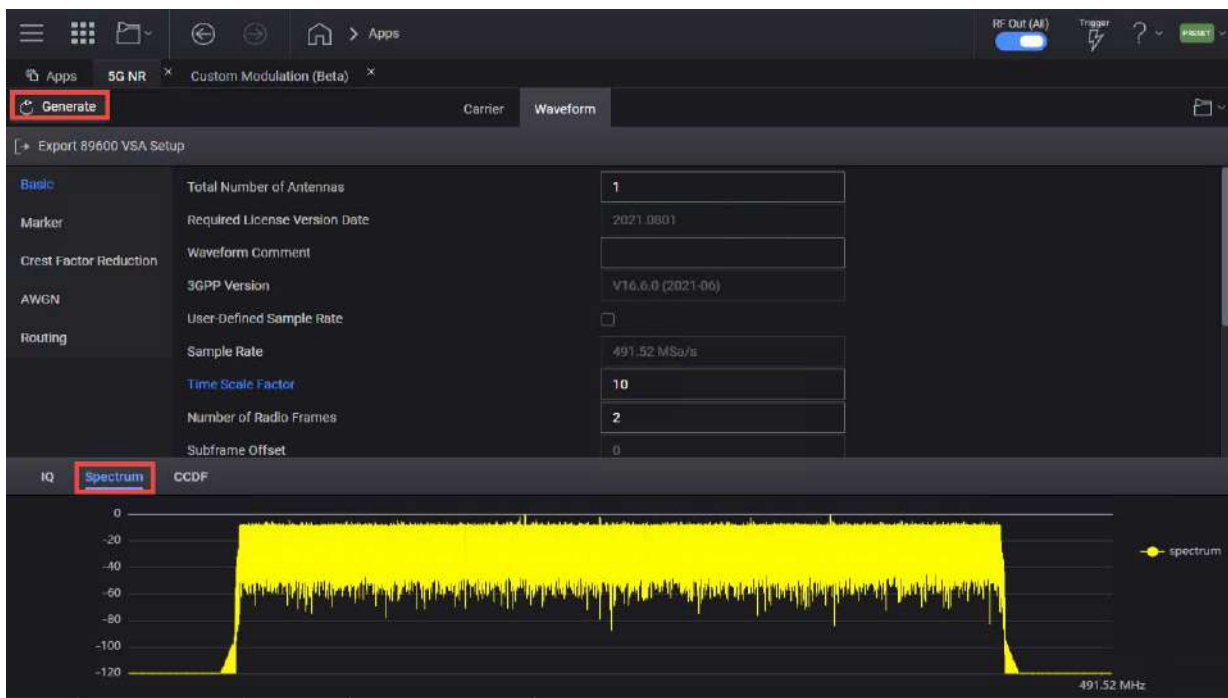 > Apps
RF Out (All)
Trigger
?
PRESET
Apps
5G NR ×
Custom Modulation (Beta) ×
Generate
Carrier
Waveform
Export 89600 VSA Setup
Basic
Marker
Crest Factor Reduction
AWGN
Routing
Total Number of Antennas 1
Required License Version Date 2021.0801
Waveform Comment
3GPP Version V16.6.0 (2021-06)
User-Defined Sample Rate
Sample Rate 491.52 MSa/s
Time Scale Factor 10
Number of Radio Frames 2
Subframe Offset 0
IQ Spectrum CCDF
0
-20
-40
-60
-80
-100
-120
spectrum
491.52 MHz